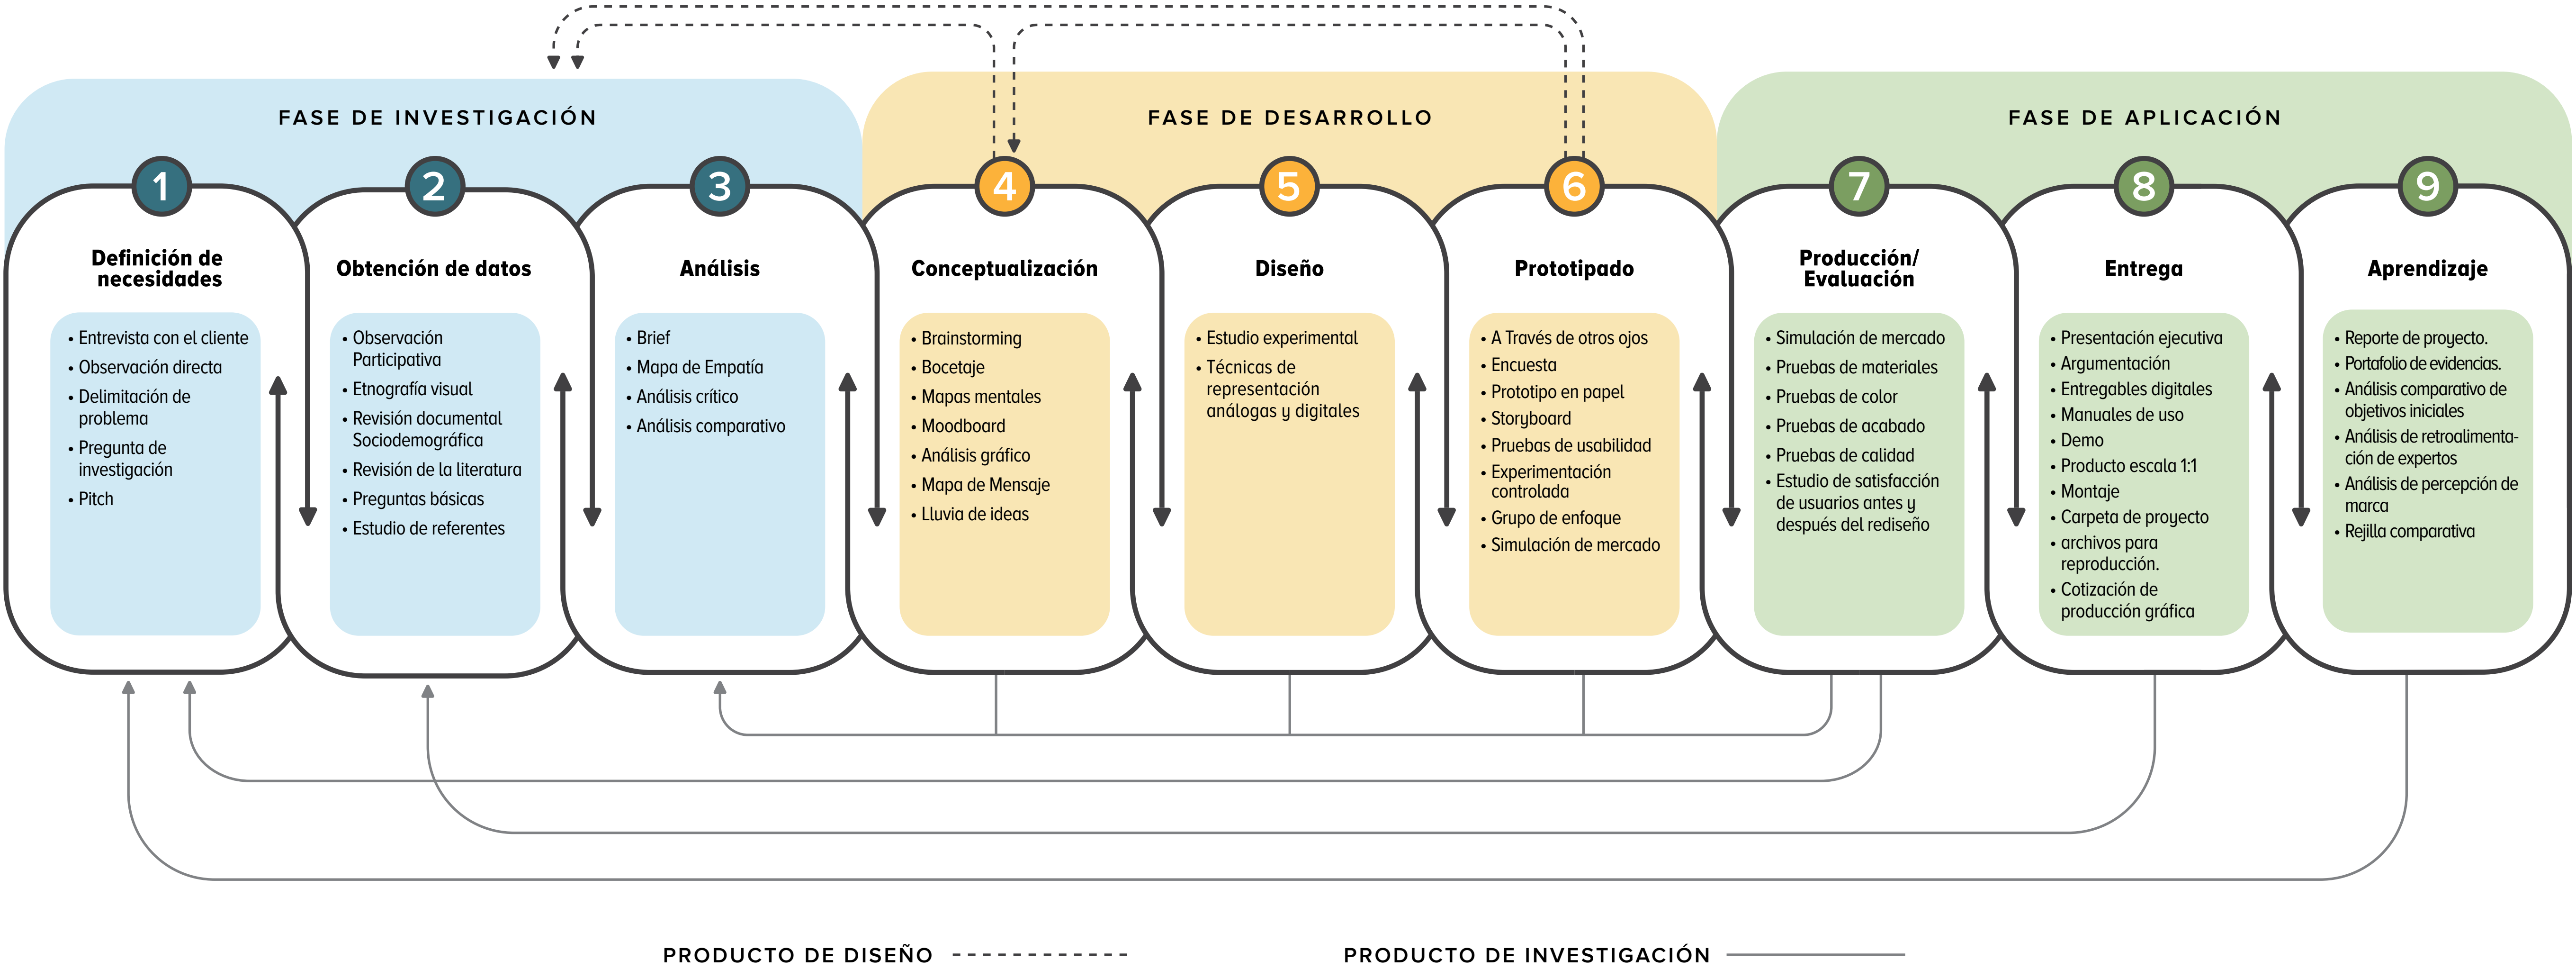 FASE DE INVESTIGACIÓN
FASE DE DESARROLLO
FASE DE APLICACIÓN
1
Definición de
necesidades
• Entrevista con el cliente
• Observación directa
• Delimitación de
problema
• Pregunta de
investigación
• Pitch
2
Obtención de datos
• Observación
Participativa
• Etnografía visual
• Revisión documental
Sociodemográfica
• Revisión de la literatura
• Preguntas básicas
• Estudio de referentes
3
Análisis
• Brief
• Mapa de Empatía
• Análisis crítico
• Análisis comparativo
4
Conceptualización
• Brainstorming
• Bocetaje
• Mapas mentales
• Moodboard
• Análisis gráfico
• Mapa de Mensaje
• Lluvia de ideas
5
Diseño
• Estudio experimental
• Técnicas de
representación
análogas y digitales
6
Prototipado
• A Través de otros ojos
• Encuesta
• Prototipo en papel
• Storyboard
• Pruebas de usabilidad
• Experimentación
controlada
• Grupo de enfoque
• Simulación de mercado
7
Producción/
Evaluación
• Simulación de mercado
• Pruebas de materiales
• Pruebas de color
• Pruebas de acabado
• Pruebas de calidad
• Estudio de satisfacción
de usuarios antes y
después del rediseño
8
Entrega
• Presentación ejecutiva
• Argumentación
• Entregables digitales
• Manuales de uso
• Demo
• Producto escala 1:1
• Montaje
• Carpeta de proyecto
• archivos para
reproducción.
• Cotización de
producción gráfica
9
Aprendizaje
• Reporte de proyecto.
• Portafolio de evidencias.
• Análisis comparativo de
objetivos iniciales
• Análisis de retroalimenta-
ción de expertos
• Análisis de percepción de
marca
• Rejilla comparativa
PRODUCTO DE DISEÑO
PRODUCTO DE INVESTIGACIÓN